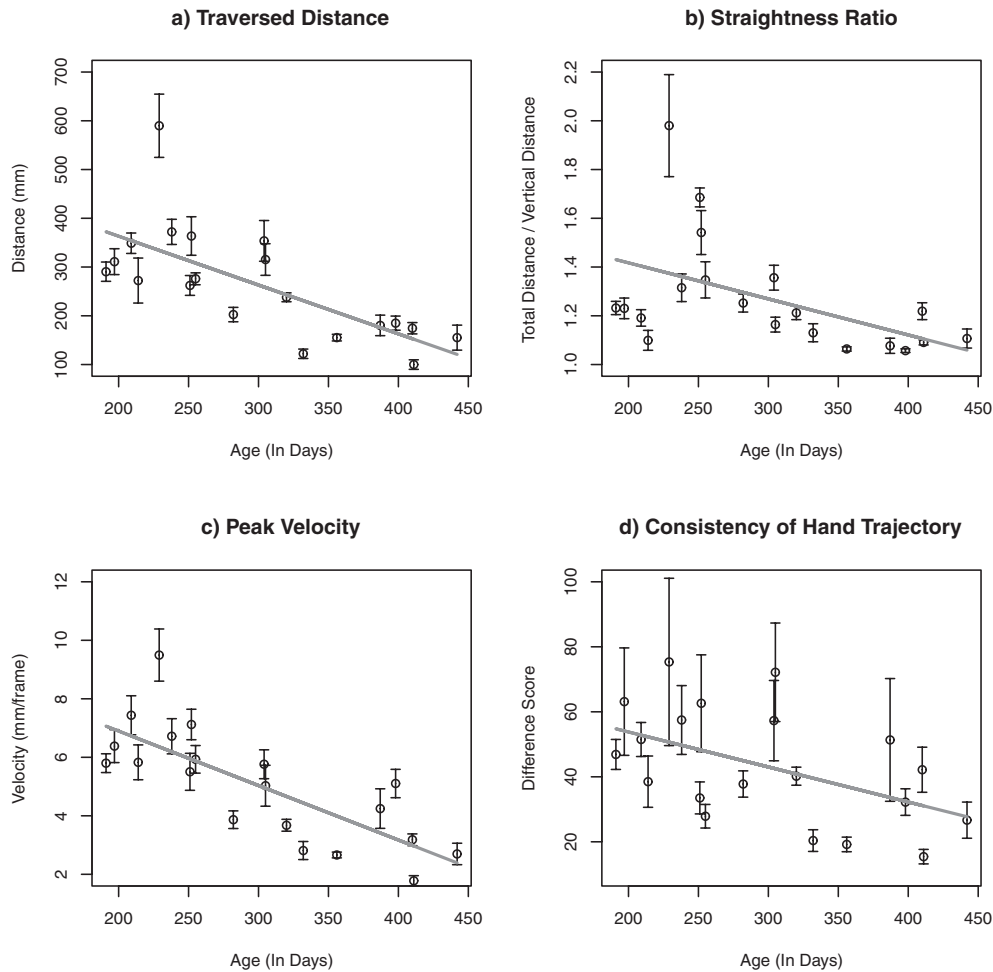 a) Traversed Distance
Distance (mm)
700
600
500
400
300
200
100
200 250 300 350 400 450
Age (In Days)
b) Straightness Ratio
Total Distance / Vertical Distance
2.2
2.0
1.8
1.6
1.4
1.2
1.0
200 250 300 350 400 450
Age (In Days)
c) Peak Velocity
Velocity (mm/frame)
12
10
8
6
4
2
200 250 300 350 400 450
Age (In Days)
d) Consistency of Hand Trajectory
Difference Score
100
80
60
40
20
200 250 300 350 400 450
Age (In Days)